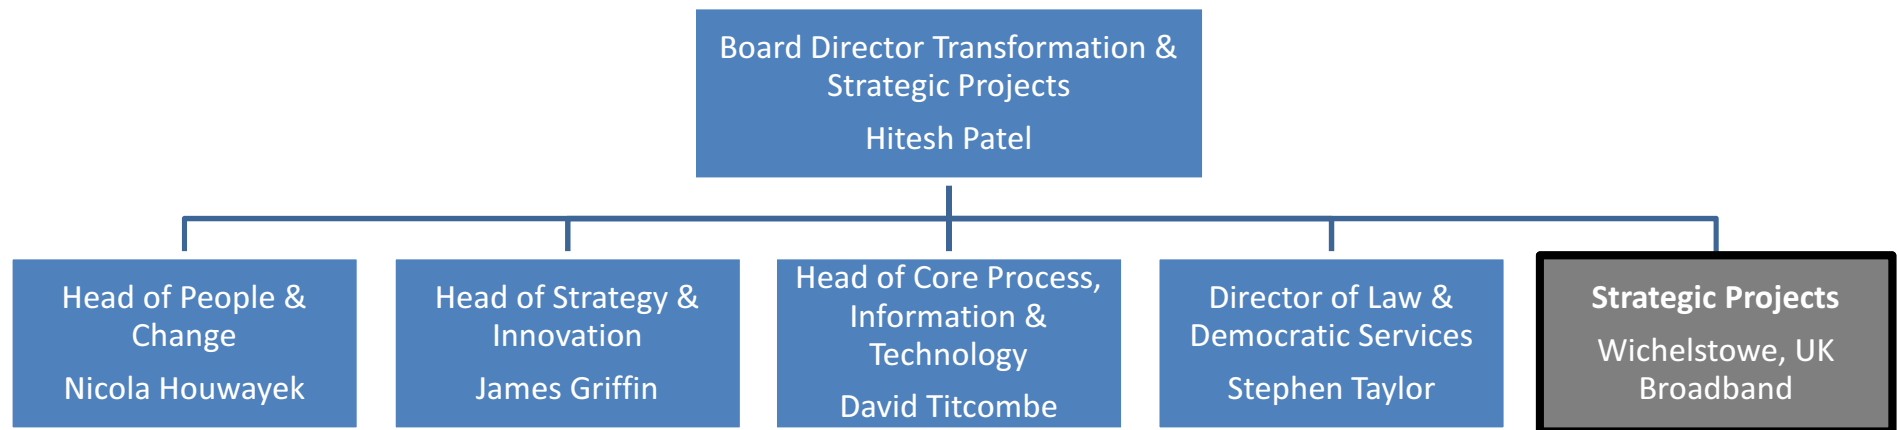 Board Director Transformation &
Strategic Projects
Hitesh Patel
Head of People &
Change
Nicola Houwayek
Head of Strategy &
Innovation
James Griffin
Head of Core Process,
Information &
Technology
David Titcombe
Director of Law &
Democratic Services
Stephen Taylor
Strategic Projects
Wichelstowe, UK
Broadband